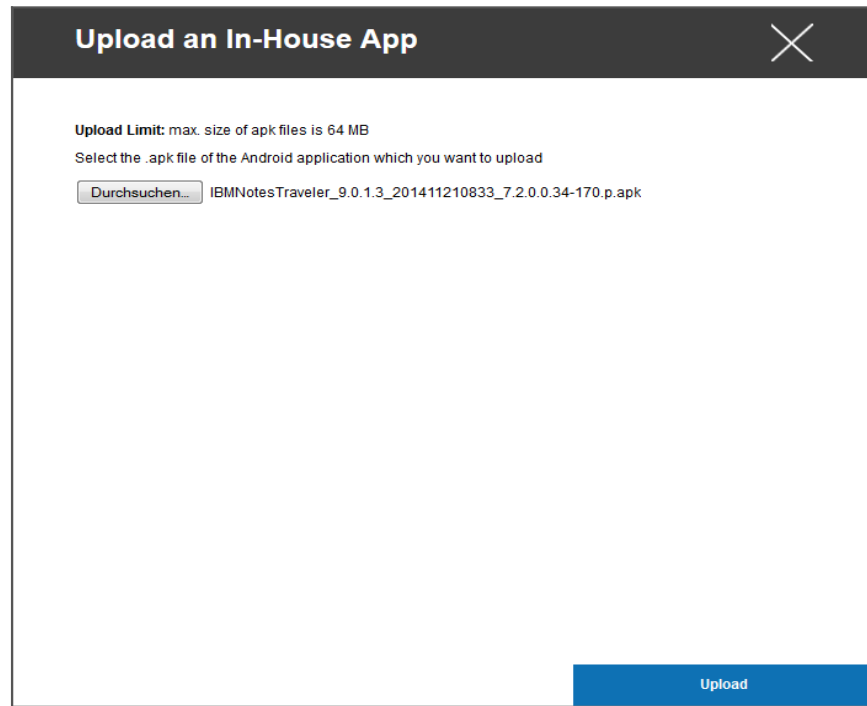 Upload an In-House App
Upload Limit: max. size of apk files is 64 MB
Select the .apk file of the Android application which you want to upload
Durchsuchen... IBMNotesTraveler_9.0.1.3_201411210833_7.2.0.0.34-170.p.apk
Upload